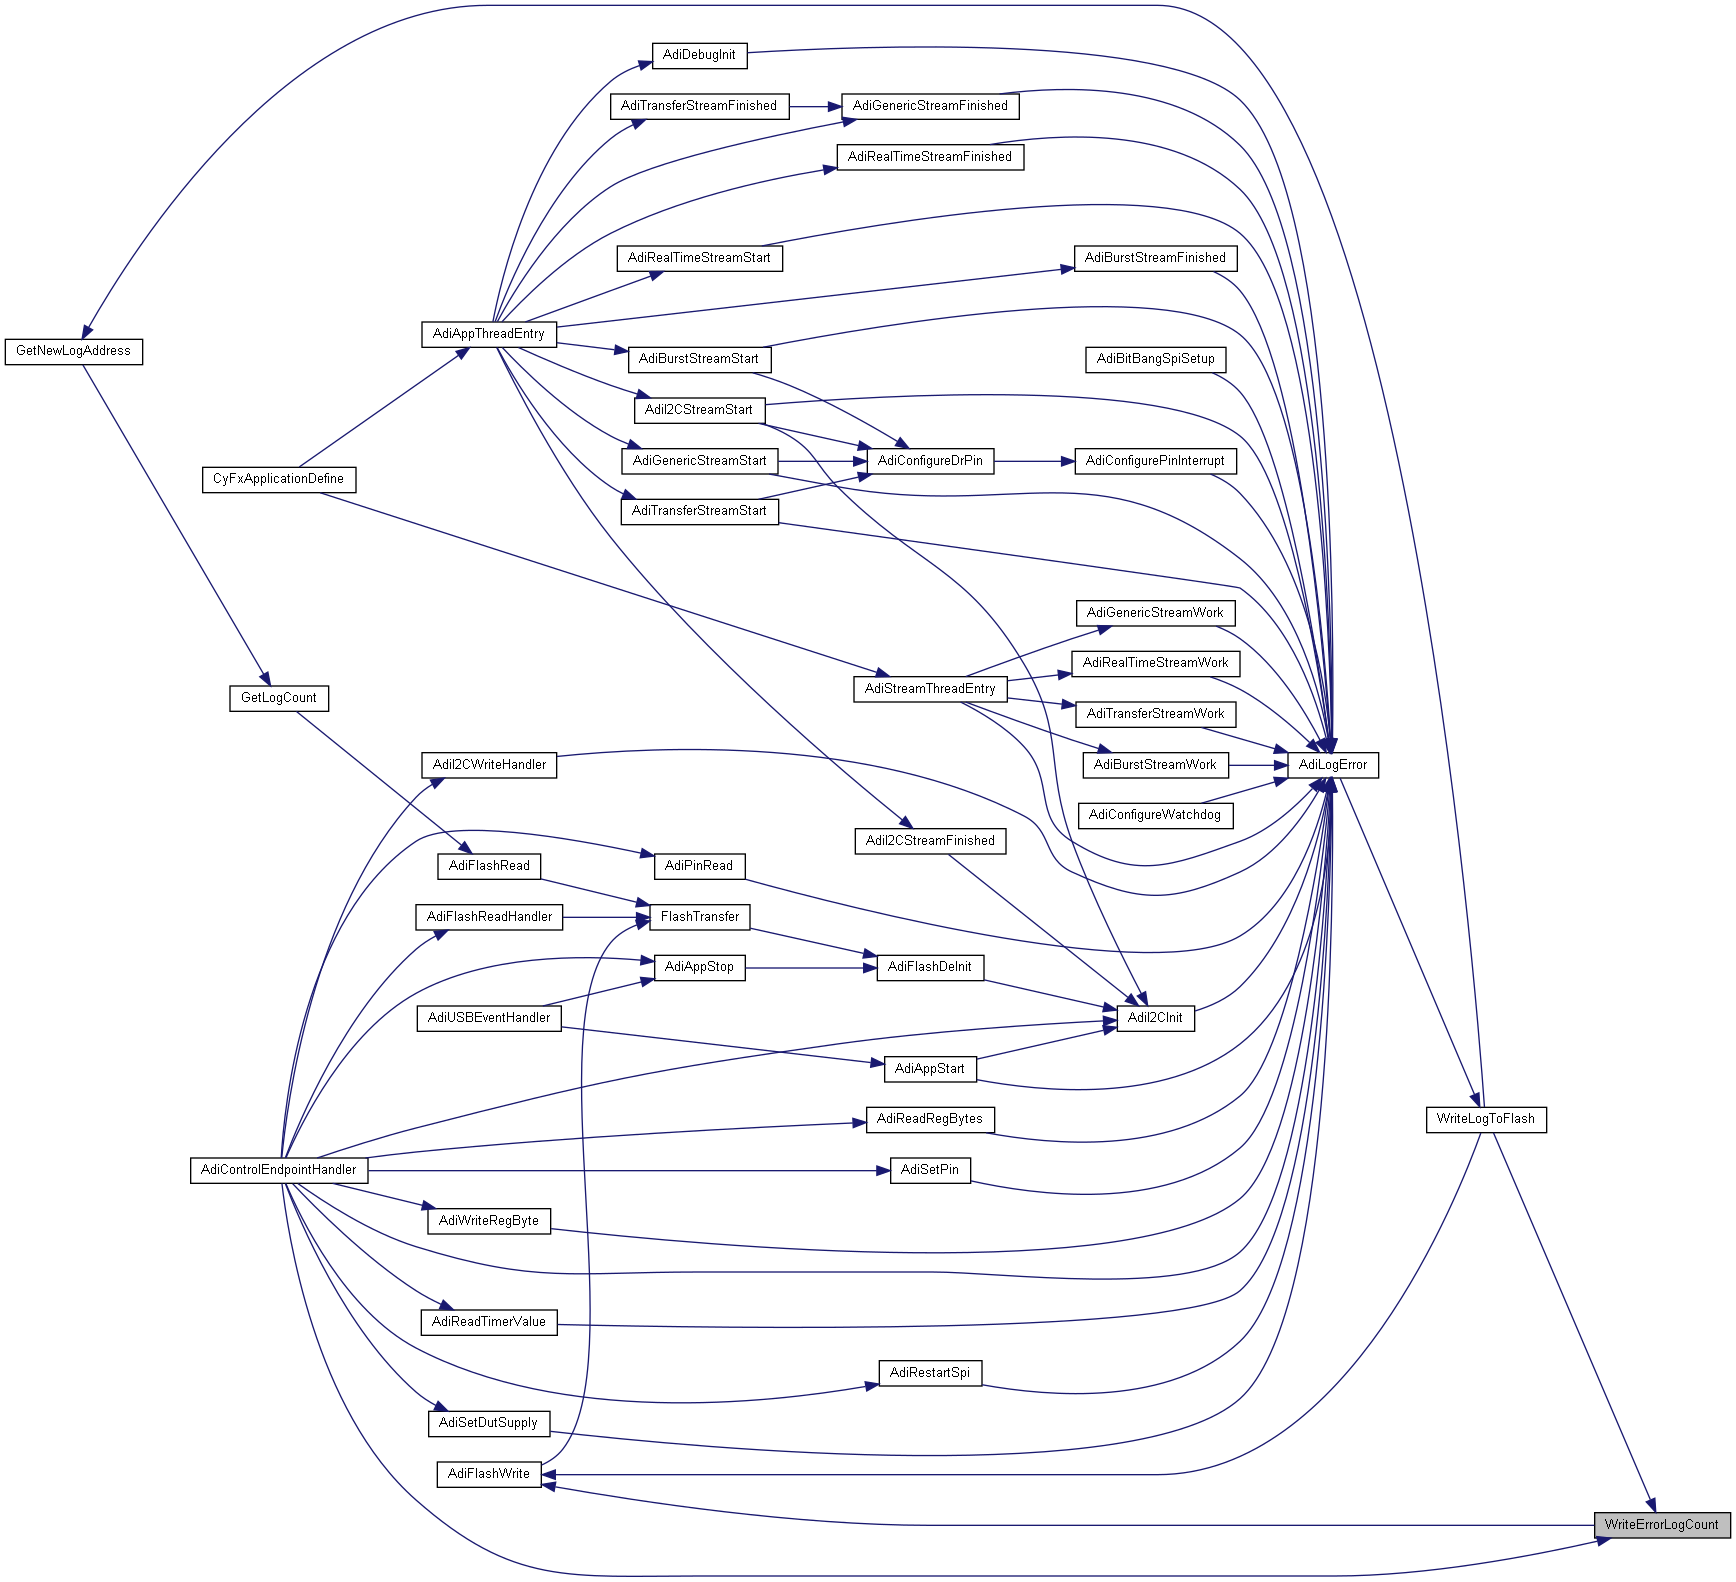 AdiDebugInit
AdiTransferStreamFinished
AdiGenericStreamFinished
AdiRealTimeStreamFinished
AdiRealTimeStreamStart
AdiBurstStreamFinished
AdiAppThreadEntry
GetNewLogAddress
AdiBurstStreamStart
AdiBitBangSpiSetup
AdiI2CStreamStart
AdiGenericStreamStart
AdiConfigureDrPin
AdiConfigurePinInterrupt
CyFxApplicationDefine
AdiTransferStreamStart
AdiGenericStreamWork
AdiRealTimeStreamWork
AdiStreamThreadEntry
GetLogCount
AdiTransferStreamWork
AdiI2CWriteHandler
AdiBurstStreamWork
AdiLogError
AdiConfigureWatchdog
AdiI2CStreamFinished
AdiFlashRead
AdiPinRead
AdiFlashReadHandler
FlashTransfer
AdiAppStop
AdiFlashDeInit
AdiUSBEventHandler
AdiI2CInit
AdiAppStart
AdiReadRegBytes
WriteLogToFlash
AdiControlEndpointHandler
AdiSetPin
AdiWriteRegByte
AdiReadTimerValue
AdiRestartSpi
AdiSetDutSupply
AdiFlashWrite
WriteErrorLogCount